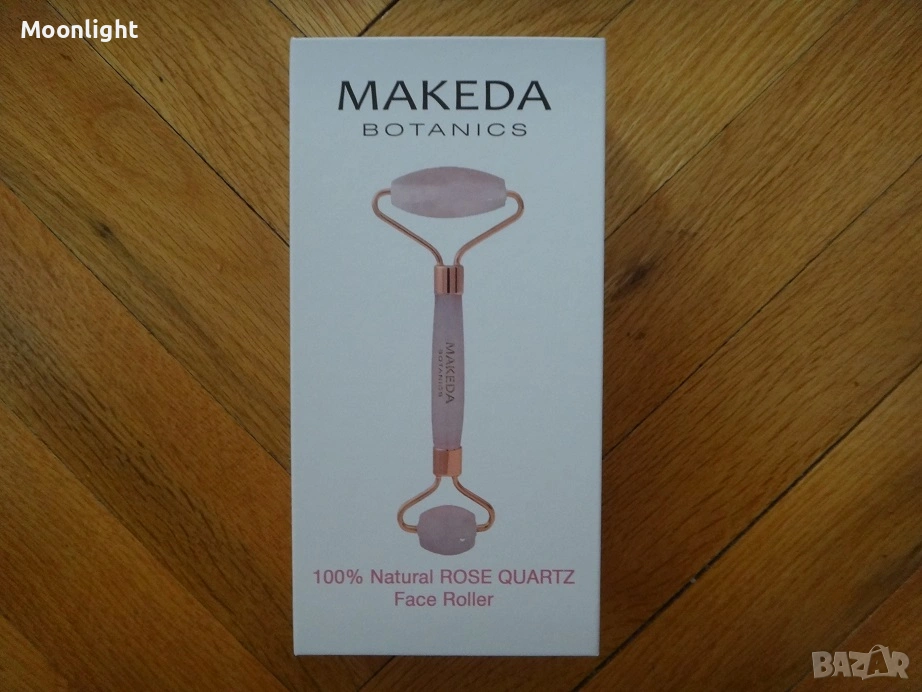 Moonlight
MAKEDA
BOTANICS
MAKEDA
BOTANICS
100% Natural ROSE QUARTZ
Face Roller
BAZAR